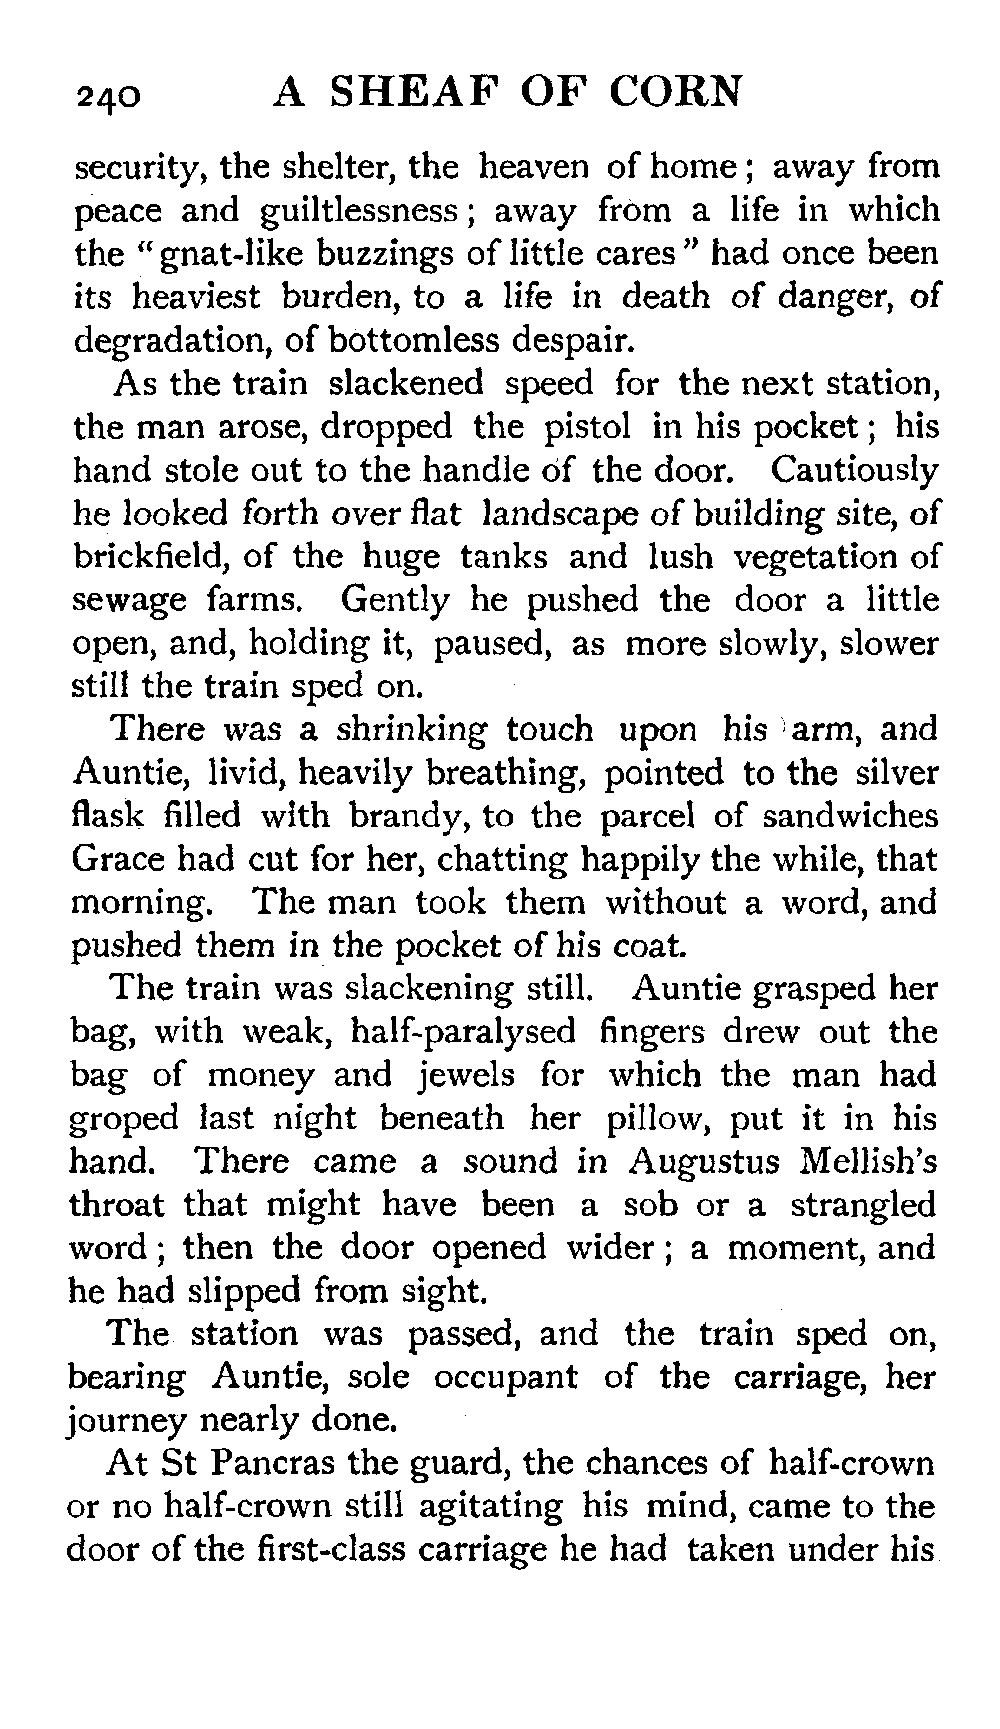 240 A SHEAF OF CORN
security, the shelter, the heaven of home; away from
peace and guiltlessness; away from a life in which
the "gnat-like buzzings of little cares" had once been
its heaviest burden, to a life in death of danger, of
degradation, of bottomless despair.
As the train slackened speed for the next station,
the man arose, dropped the pistol in his pocket; his
hand stole out to the handle of the door. Cautiously
he looked forth over flat landscape of building site, of
brickfield, of the huge tanks and lush vegetation of
sewage farms. Gently he pushed the door a little
open, and, holding it, paused, as more slowly, slower
still the train sped on.
There was a shrinking touch upon his arm, and
Auntie, livid, heavily breathing, pointed to the silver
flask filled with brandy, to the parcel of sandwiches
Grace had cut for her, chatting happily the while, that
morning. The man took them without a word, and
pushed them in the pocket of his coat.
The train was slackening still. Auntie grasped her
bag, with weak, half-paralysed fingers drew out the
bag of money and jewels for which the man had
groped last night beneath her pillow, put it in his
hand. There came a sound in Augustus Mellish's
throat that might have been a sob or a strangled
word; then the door opened wider; a moment, and
he had slipped from sight.
The station was passed, and the train sped on,
bearing Auntie, sole occupant of the carriage, her
journey nearly done.
At St Pancras the guard, the chances of half-crown
or no half-crown still agitating his mind, came to the
door of the first-class carriage he had taken under his